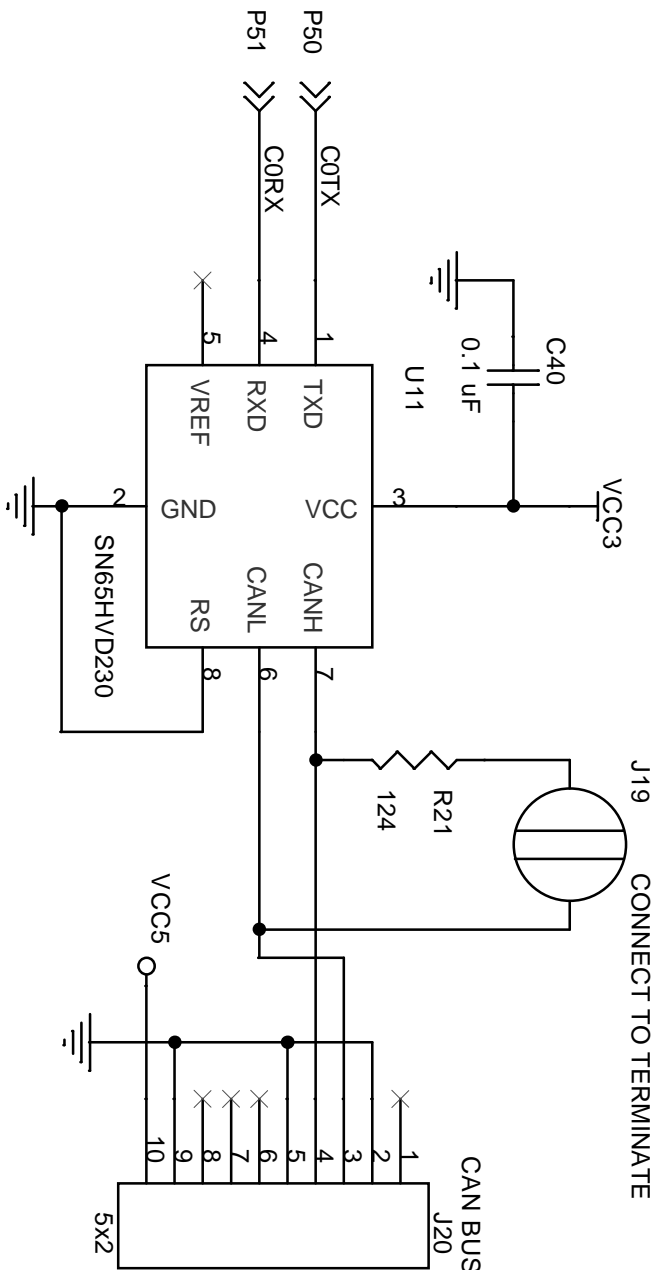 P51
P50
C0RX
C0TX
C40
0.1 uF
VCC3
U11
5
4
1
VREF
RXD
TXD
2
GND
VCC
3
RS
CANL
CANH
SN65HVD230
8
6
7
R21
124
J19
CONNECT TO TERMINATE
VCC5
10
9
8
7
6
5
4
3
2
1
CAN BUS
J20
5x2